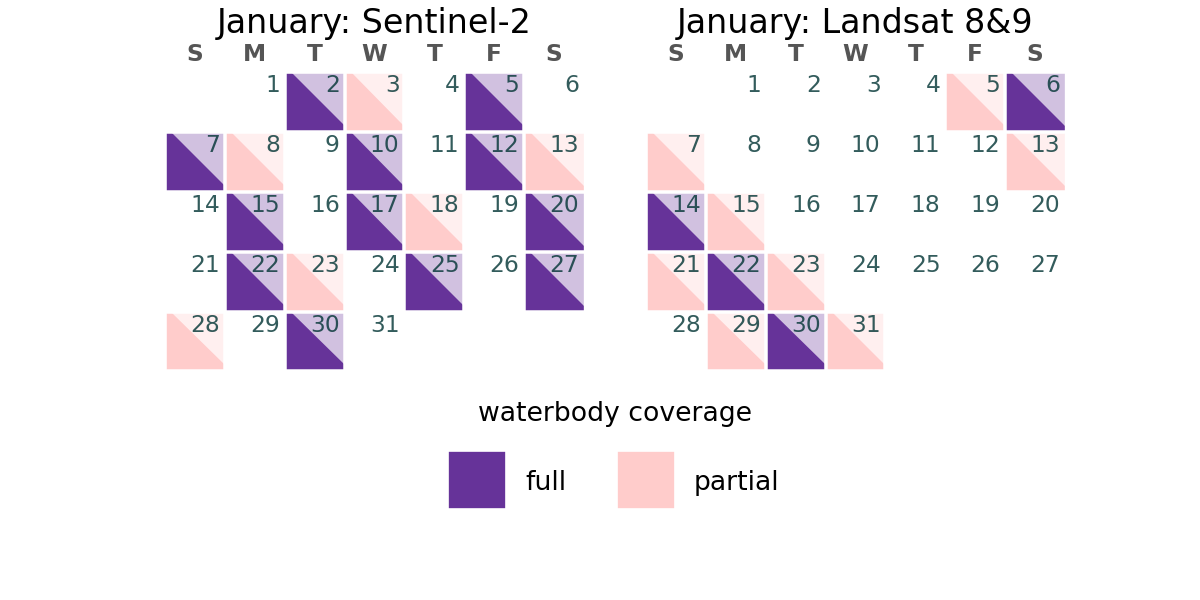 January: Sentinel-2
S M T W T F S
1 2 3 4 5 6
7 8 9 10 11 12 13
14 15 16 17 18 19 20
21 22 23 24 25 26 27
28 29 30 31
January: Landsat 8&9
S M T W T F S
1 2 3 4 5 6
7 8 9 10 11 12 13
14 15 16 17 18 19 20
21 22 23 24 25 26 27
28 29 30 31
waterbody coverage
full
partial